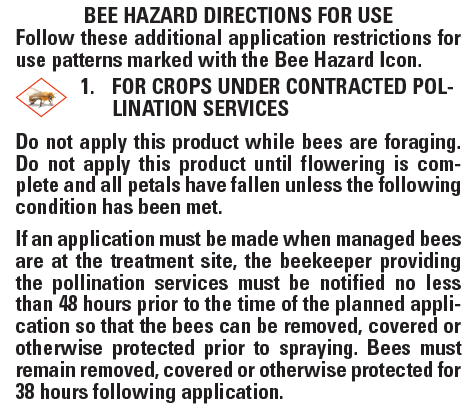 BEE HAZARD DIRECTIONS FOR USE
Follow these additional application restrictions for
use patterns marked with the Bee Hazard Icon.
1. FOR CROPS UNDER CONTRACTED POL-
LINATION SERVICES
Do not apply this product while bees are foraging.
Do not apply this product until flowering is com-
plete and all petals have fallen unless the following
condition has been met.
If an application must be made when managed bees
are at the treatment site, the beekeeper providing
the pollination services must be notified no less
than 48 hours prior to the time of the planned appli-
cation so that the bees can be removed, covered or
otherwise protected prior to spraying. Bees must
remain removed, covered or otherwise protected for
38 hours following application.